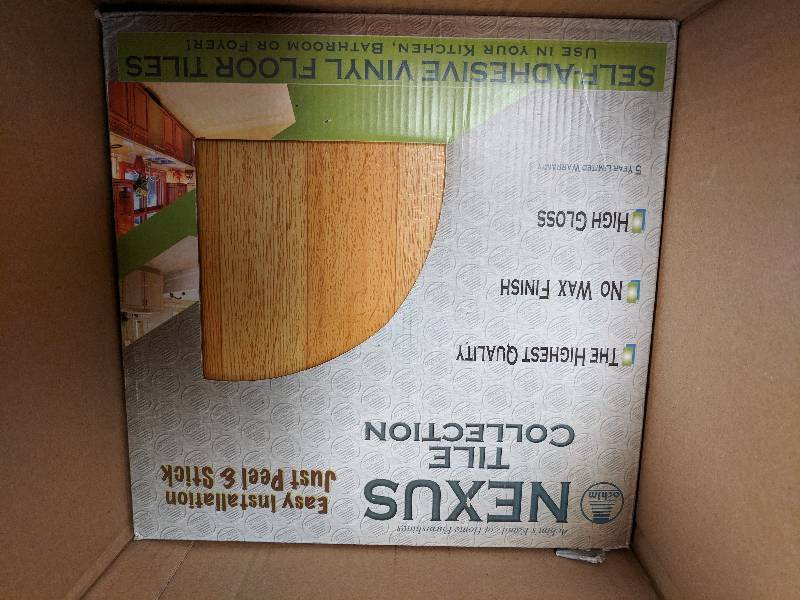 Achim's Family of Home Furnishings
achim
NEXUS
TILE
COLLECTION
Easy Installation
Just Peel & Stick
THE HIGHEST QUALITY
NO WAX FINISH
HIGH GLOSS
5 YEAR LIMITED WARRANTY
SELF-ADHESIVE VINYL FLOOR TILES
USE IN YOUR KITCHEN, BATHROOM OR FOYER!